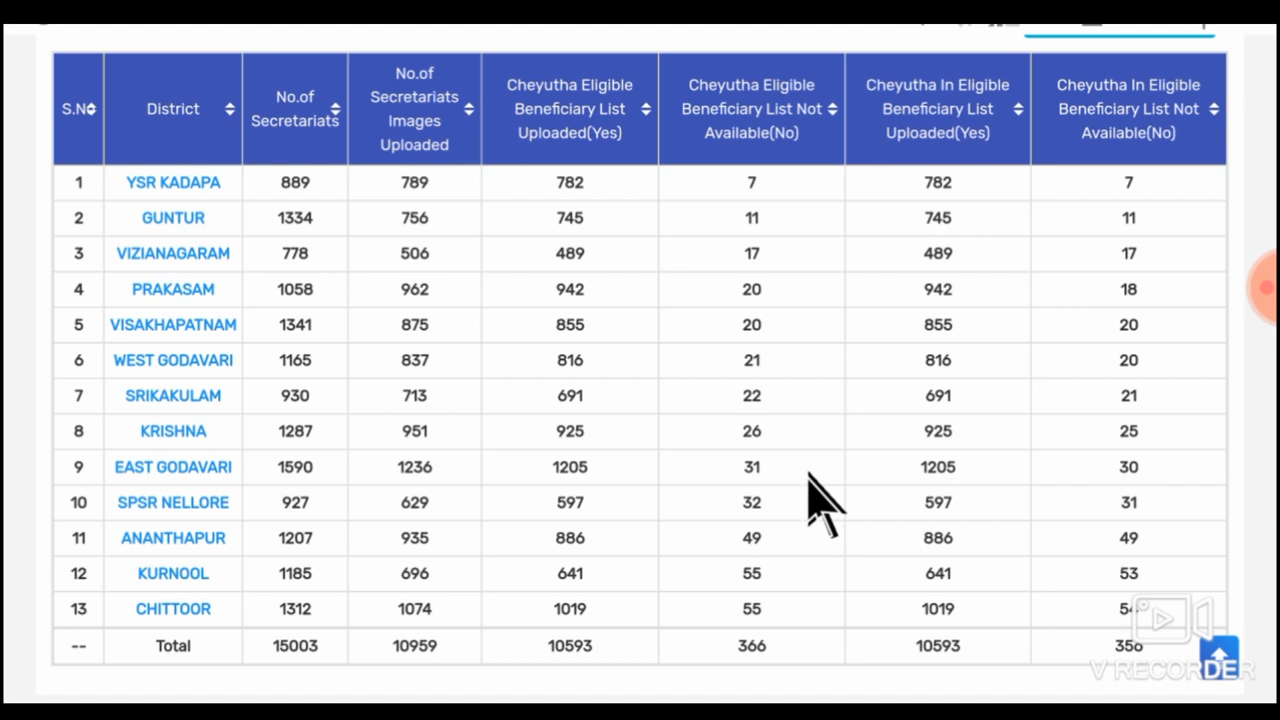 S.No District No.of Secretariats No.of Secretariats Images Uploaded Cheyutha Eligible Beneficiary List Uploaded(Yes) Cheyutha Eligible Beneficiary List Not Available(No) Cheyutha In Eligible Beneficiary List Uploaded(Yes) Cheyutha In Eligible Beneficiary List Not Available(No)
1 YSR KADAPA 889 789 782 7 782 7
2 GUNTUR 1334 756 745 11 745 11
3 VIZIANAGARAM 778 506 489 17 489 17
4 PRAKASAM 1058 962 942 20 942 18
5 VISAKHAPATNAM 1341 875 855 20 855 20
6 WEST GODAVARI 1165 837 816 21 816 20
7 SRIKAKULAM 930 713 691 22 691 21
8 KRISHNA 1287 951 925 26 925 25
9 EAST GODAVARI 1590 1236 1205 31 1205 30
10 SPSR NELLORE 927 629 597 32 597 31
11 ANANTHAPUR 1207 935 886 49 886 49
12 KURNOOL 1185 696 641 55 641 53
13 CHITTOOR 1312 1074 1019 55 1019
-- Total 15003 10959 10593 366 10593
V RECORDER